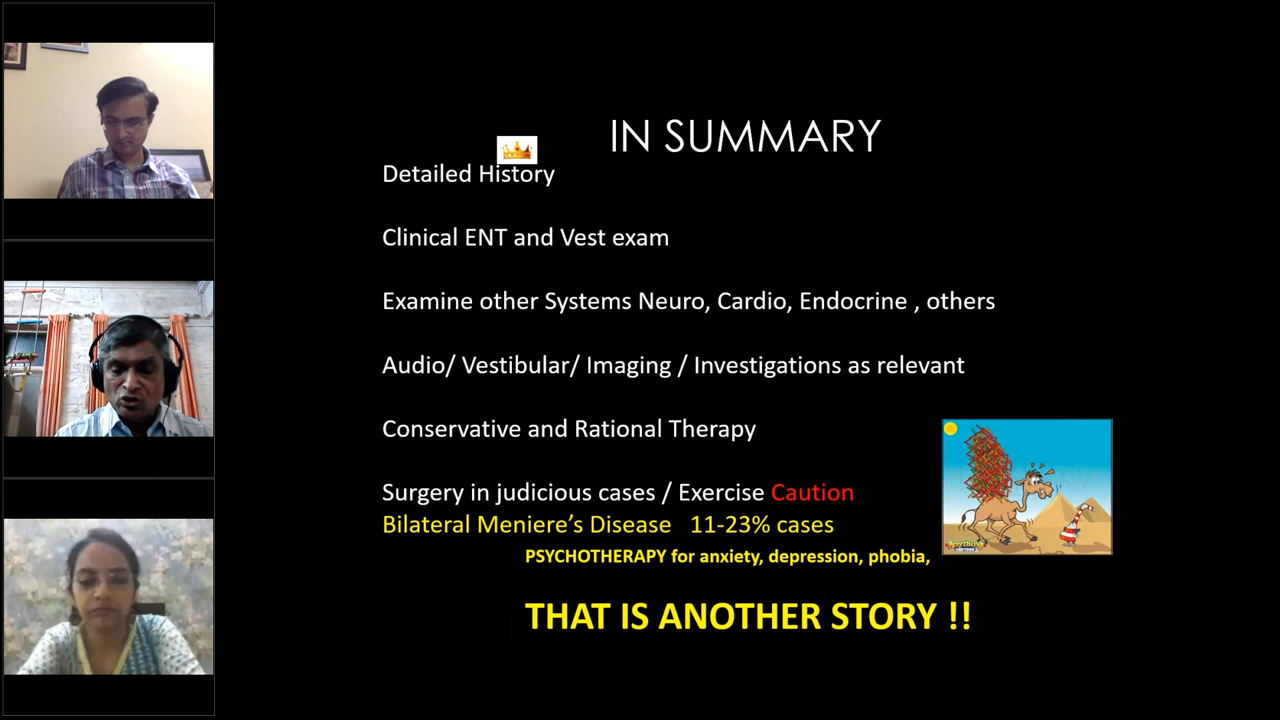 IN SUMMARY
Detailed History
Clinical ENT and Vest exam
Examine other Systems Neuro, Cardio, Endocrine , others
Audio/ Vestibular/ Imaging / Investigations as relevant
Conservative and Rational Therapy
Surgery in judicious cases / Exercise Caution
Bilateral Meniere’s Disease 11-23% cases
PSYCHOTHERAPY for anxiety, depression, phobia,
THAT IS ANOTHER STORY !!